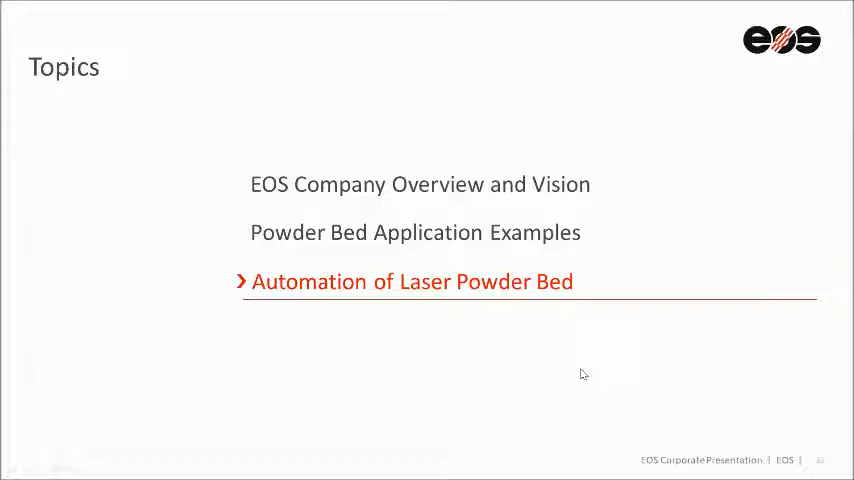 eos
Topics
EOS Company Overview and Vision
Powder Bed Application Examples
Automation of Laser Powder Bed
EOS Corporate Presentation | EOS |